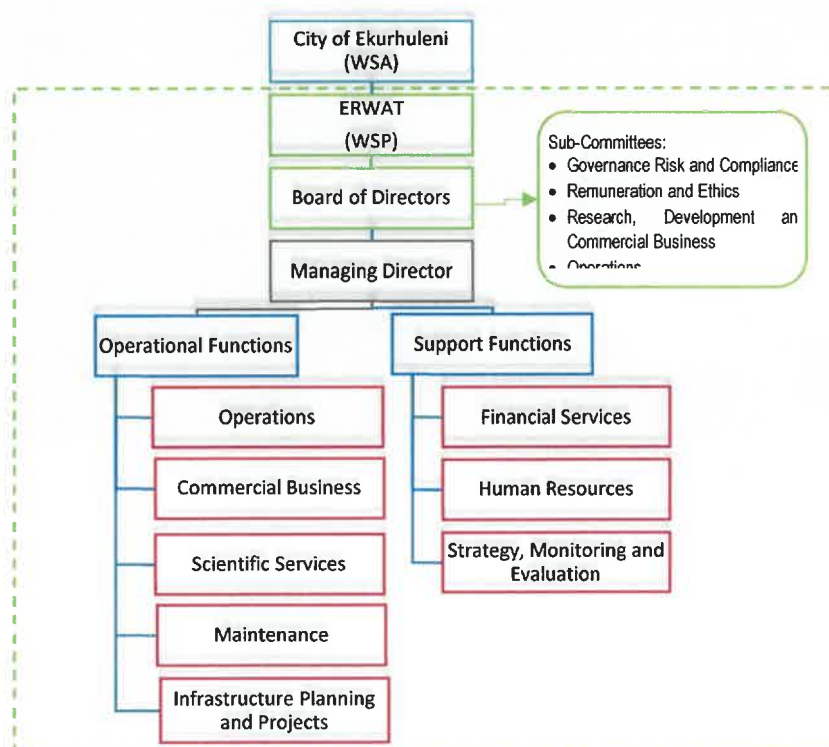 City of Ekurhuleni
(WSA)
ERWAT
(WSP)
Board of Directors
Sub-Committees:
• Governance Risk and Compliance
• Remuneration and Ethics
• Research, Development an
Commercial Business
• Operations
Managing Director
Operational Functions
Support Functions
Operations
Commercial Business
Scientific Services
Maintenance
Infrastructure Planning
and Projects
Financial Services
Human Resources
Strategy, Monitoring and
Evaluation